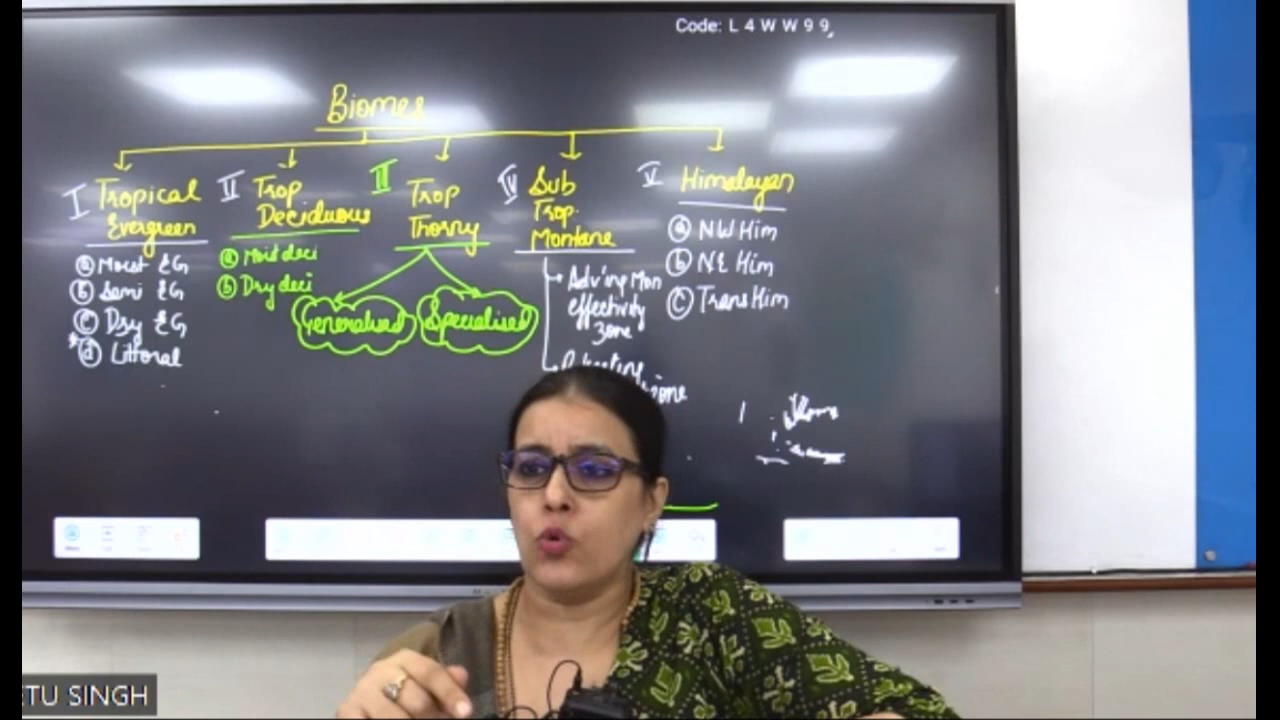 Code: L 4 W W 9 9
Biomes
I Tropical
Evergreen
ⓐ Moist EG
ⓑ Semi EG
ⓒ Dry EG
* ⓓ Littoral
II Trop
Deciduous
ⓐ Moist deci
ⓑ Dry deci
III Trop
Thorny
Generalised
Specialised
IV Sub
Trop.
Montane
Adv'ing Mon
effectivity
zone
zone
V Himalayan
ⓐ NW Him
ⓑ NE Him
ⓒ Trans Him
TU SINGH